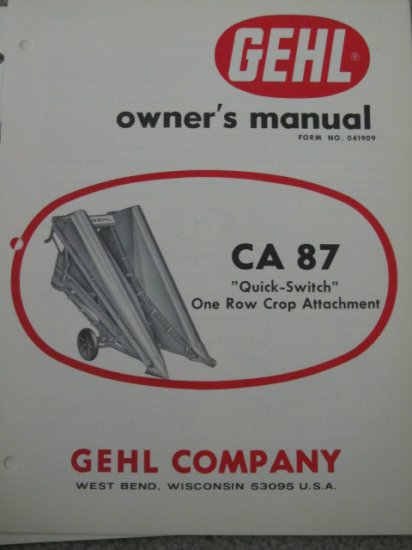 GEHL®
owner's manual
FORM NO. 041909
GEHL
CA 87
"Quick-Switch"
One Row Crop Attachment
GEHL COMPANY
WEST BEND, WISCONSIN 53095 U.S.A.